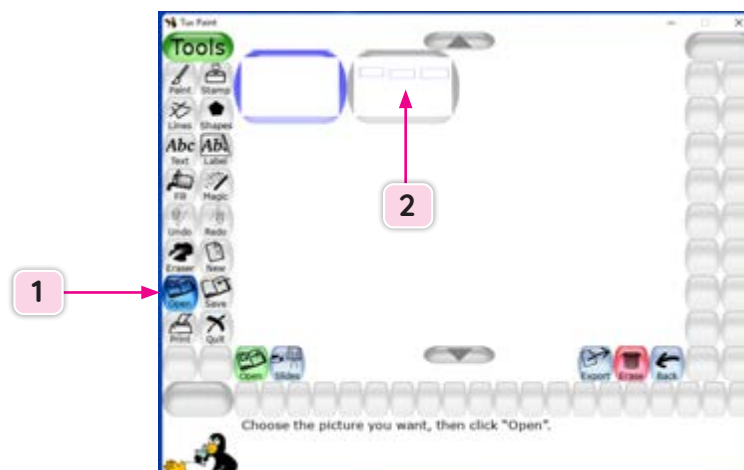 Tux Paint
Tools
Paint Stamp
Lines Shapes
Abc Abc
Text Label
Fill Magic
2
Undo Redo
Eraser New
1
Open Save
Print Quit
Open Slides Export Erase Back
Choose the picture you want, then click "Open".